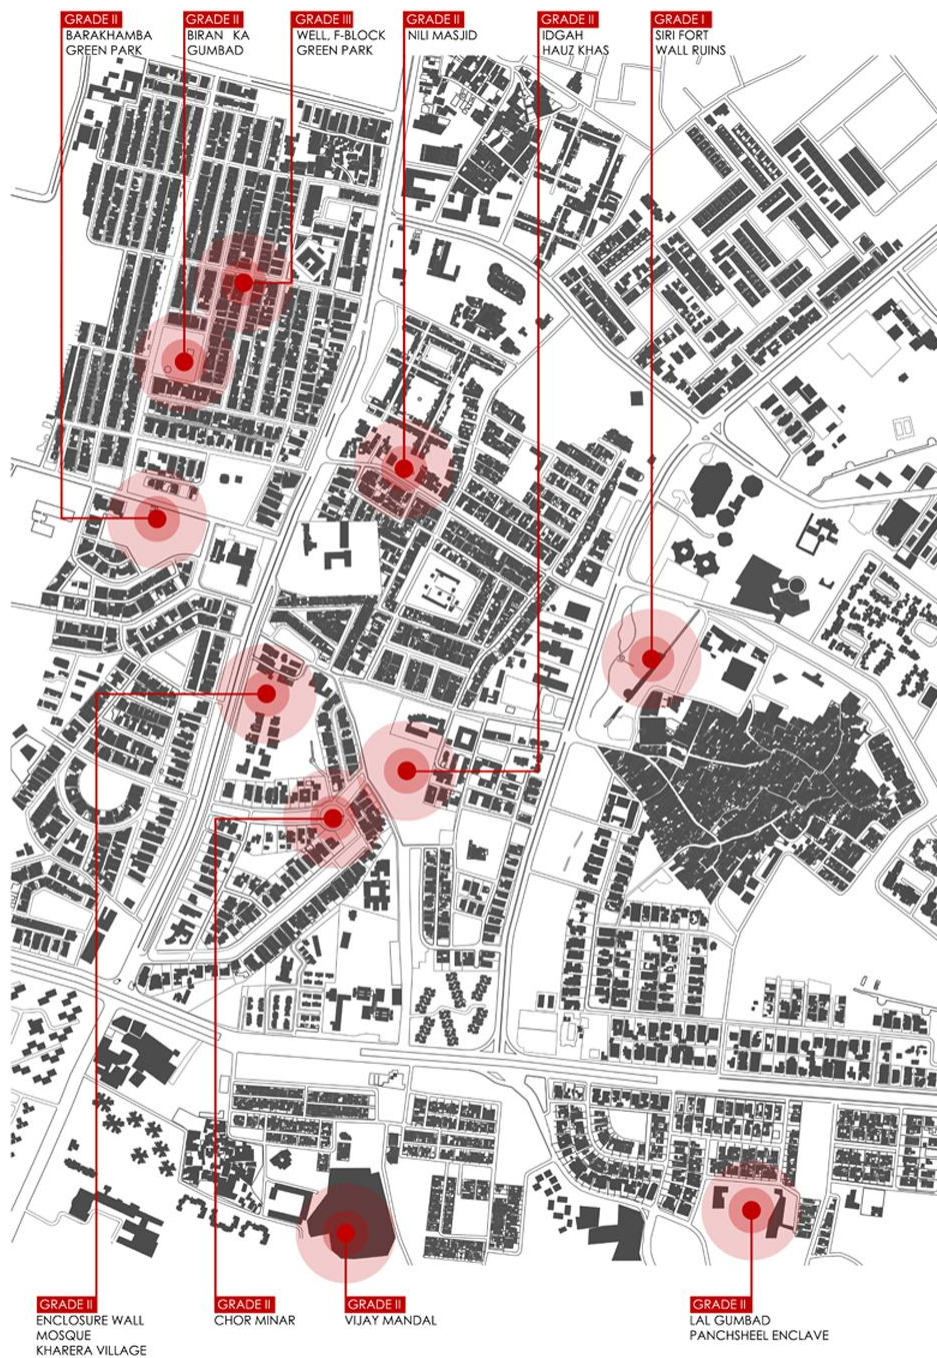 GRADE II
BARAKHAMBA
GREEN PARK
GRADE II
BIRAN KA
GUMBAD
GRADE III
WELL, F-BLOCK
GREEN PARK
GRADE II
NILI MASJID
GRADE II
IDGAH
HAUZ KHAS
GRADE I
SIRI FORT
WALL RUINS
GRADE II
ENCLOSURE WALL
MOSQUE
KHARERA VILLAGE
GRADE II
CHOR MINAR
GRADE II
VIJAY MANDAL
GRADE II
LAL GUMBAD
PANCHSHEEL ENCLAVE